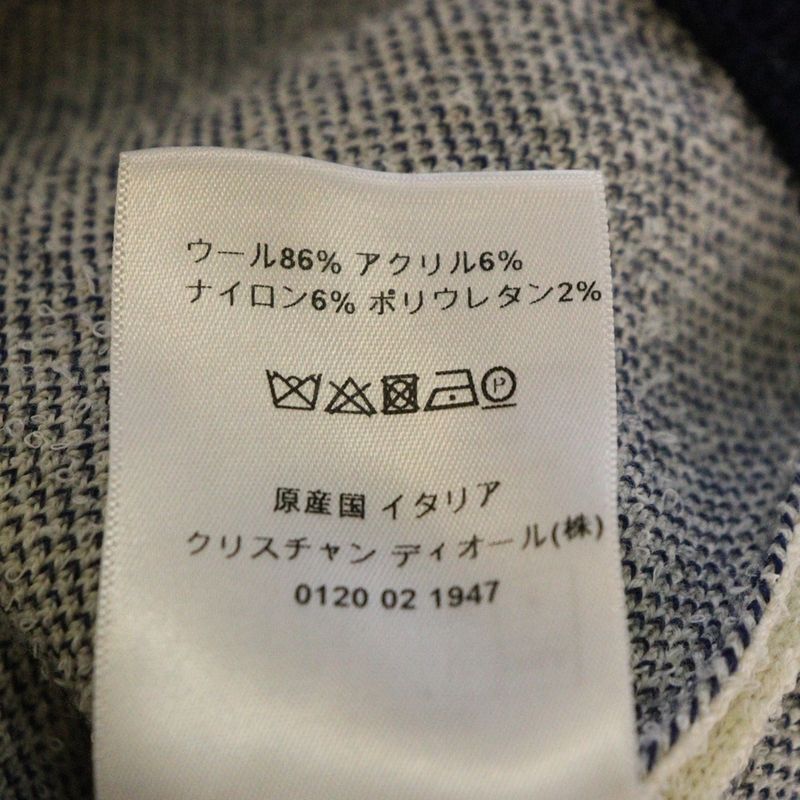 ウール86% アクリル6%
ナイロン6% ポリウレタン2%
P
原産国 イタリア
クリスチャン ディオール(株)
0120 02 1947